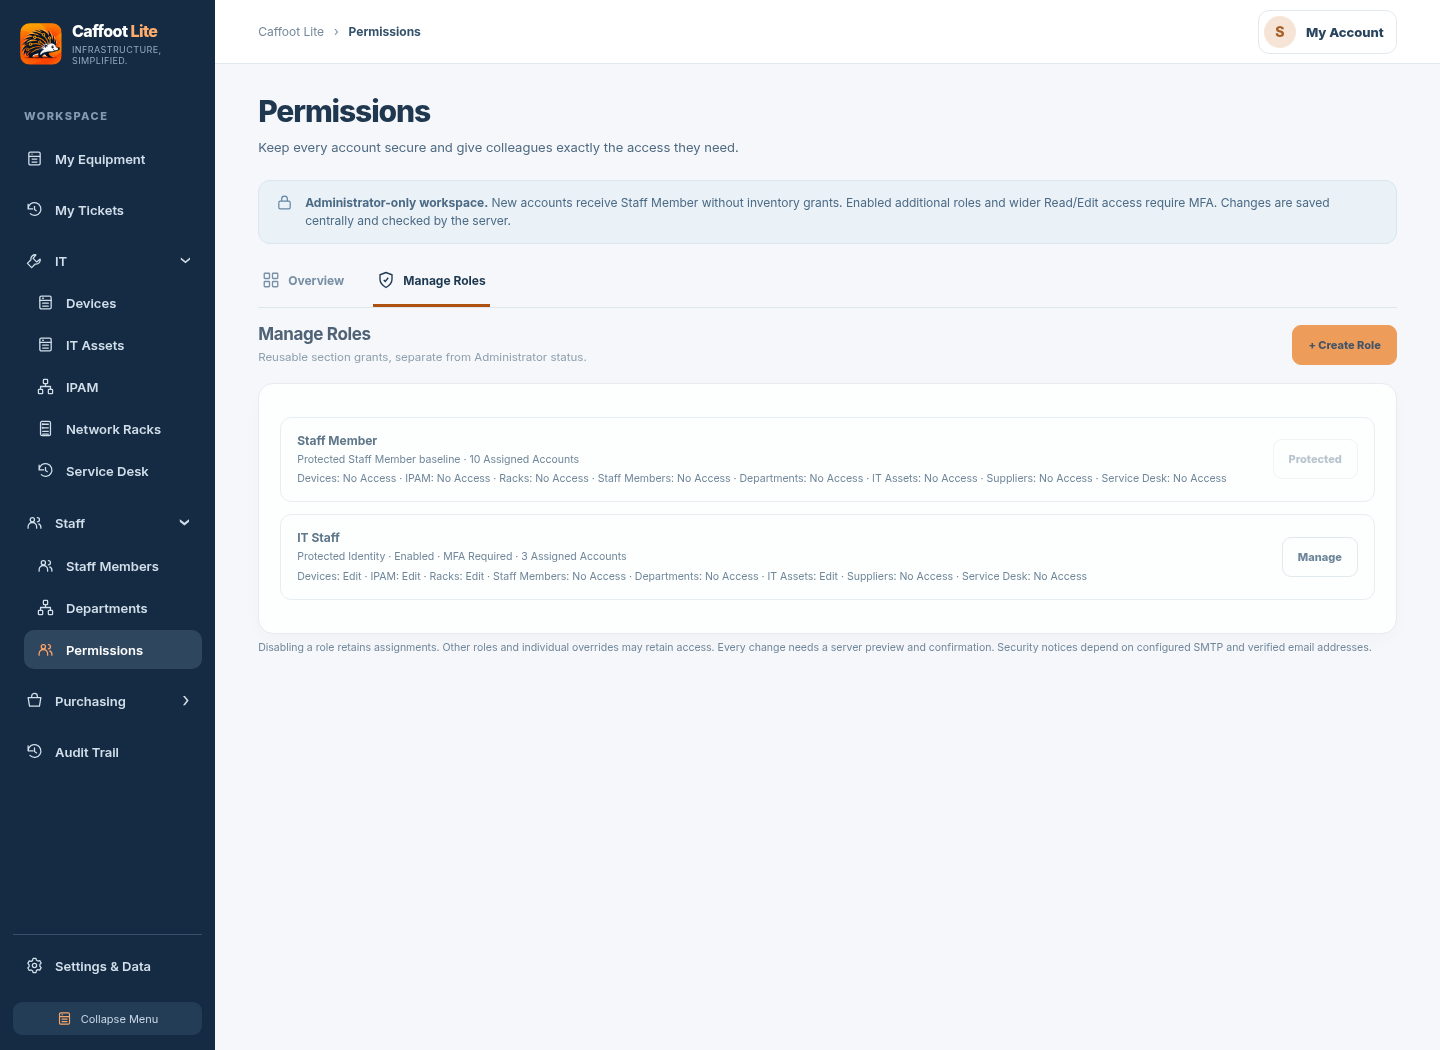 Caffoot Lite
INFRASTRUCTURE,
SIMPLIFIED.
WORKSPACE
My Equipment
My Tickets
IT
Devices
IT Assets
IPAM
Network Racks
Service Desk
Staff
Staff Members
Departments
Permissions
Purchasing
Audit Trail
Settings & Data
Collapse Menu
Caffoot Lite › Permissions
S My Account
Permissions
Keep every account secure and give colleagues exactly the access they need.
Administrator-only workspace. New accounts receive Staff Member without inventory grants. Enabled additional roles and wider Read/Edit access require MFA. Changes are saved
centrally and checked by the server.
Overview Manage Roles
Manage Roles
Reusable section grants, separate from Administrator status.
+ Create Role
Staff Member
Protected Staff Member baseline · 10 Assigned Accounts
Devices: No Access · IPAM: No Access · Racks: No Access · Staff Members: No Access · Departments: No Access · IT Assets: No Access · Suppliers: No Access · Service Desk: No Access
Protected
IT Staff
Protected Identity · Enabled · MFA Required · 3 Assigned Accounts
Devices: Edit · IPAM: Edit · Racks: Edit · Staff Members: No Access · Departments: No Access · IT Assets: Edit · Suppliers: No Access · Service Desk: No Access
Manage
Disabling a role retains assignments. Other roles and individual overrides may retain access. Every change needs a server preview and confirmation. Security notices depend on configured SMTP and verified email addresses.